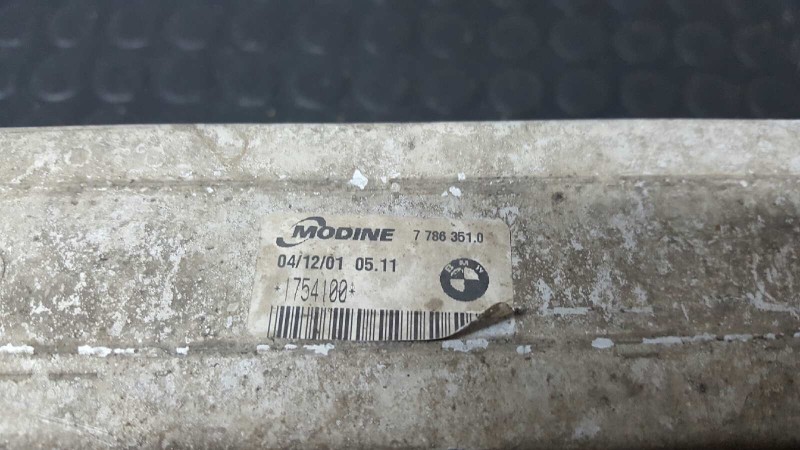 MODINE 7 786 351.0
04/12/01 05.11
BMW
*1754100*